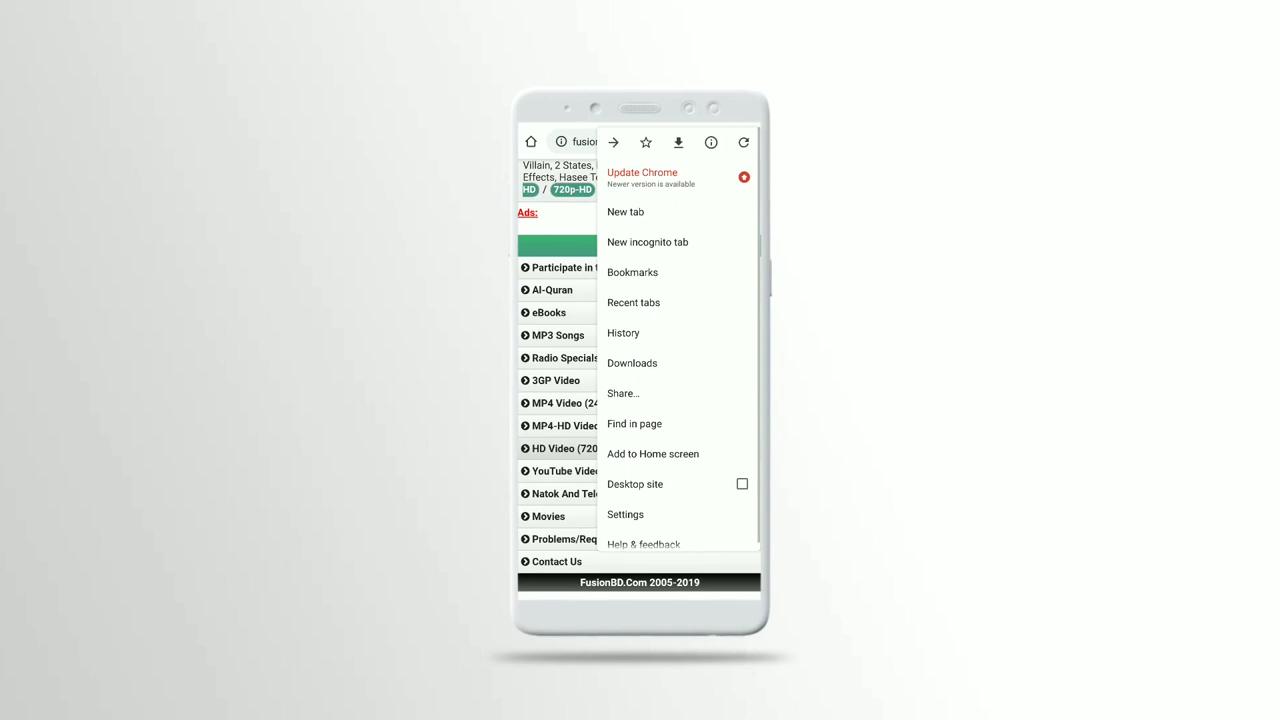 fusio
Villain, 2 States,
Effects, Hasee To
HD / 720p-HD
Ads:
Participate in t
Al-Quran
eBooks
MP3 Songs
Radio Specials
3GP Video
MP4 Video (24
MP4-HD Video
HD Video (720
YouTube Video
Natok And Tele
Movies
Problems/Req
Contact Us
FusionBD.Com 2005-2019
Update Chrome
Newer version is available
New tab
New incognito tab
Bookmarks
Recent tabs
History
Downloads
Share...
Find in page
Add to Home screen
Desktop site
Settings
Help & feedback